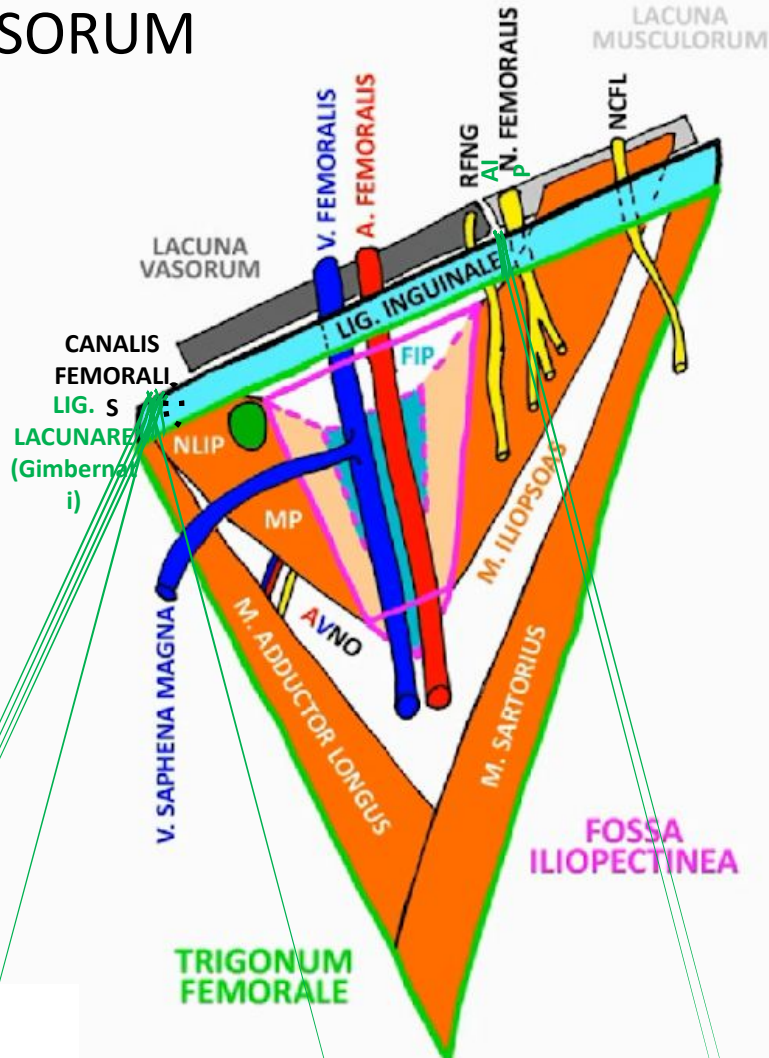 SORUM
LACUNA
MUSCULORUM
V. FEMORALIS
A. FEMORALIS
RFNG
AI
P
N. FEMORALIS
NCFL
LACUNA
VASORUM
LIG. INGUINALE
CANALIS
FEMORALI
S
LIG.
LACUNARE
(Gimbernat
i)
FIP
NLIP
MP
M. ILIOPSOAS
AVNO
V. SAPHENA MAGNA
M. ADDUCTOR LONGUS
M. SARTORIUS
FOSSA
ILIOPECTINEA
TRIGONUM
FEMORALE